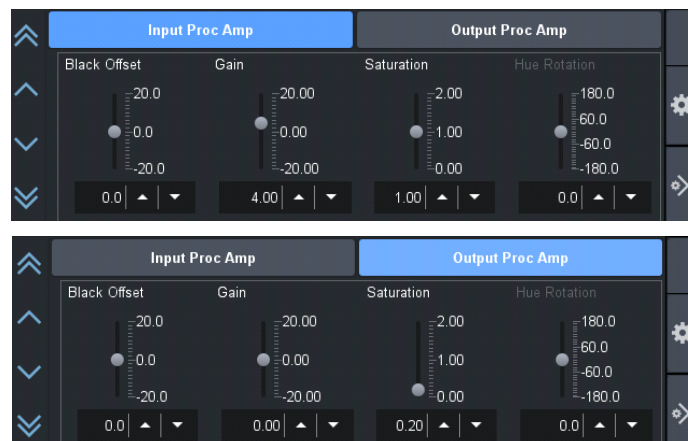 Input Proc Amp Output Proc Amp
Black Offset Gain Saturation Hue Rotation
20.0 20.00 2.00 180.0
60.0
0.0 0.00 1.00
-60.0
-20.0 -20.00 0.00 -180.0
0.0 4.00 1.00 0.0
Input Proc Amp Output Proc Amp
Black Offset Gain Saturation Hue Rotation
20.0 20.00 2.00 180.0
60.0
0.0 0.00 1.00
-60.0
-20.0 -20.00 0.00 -180.0
0.0 0.00 0.20 0.0